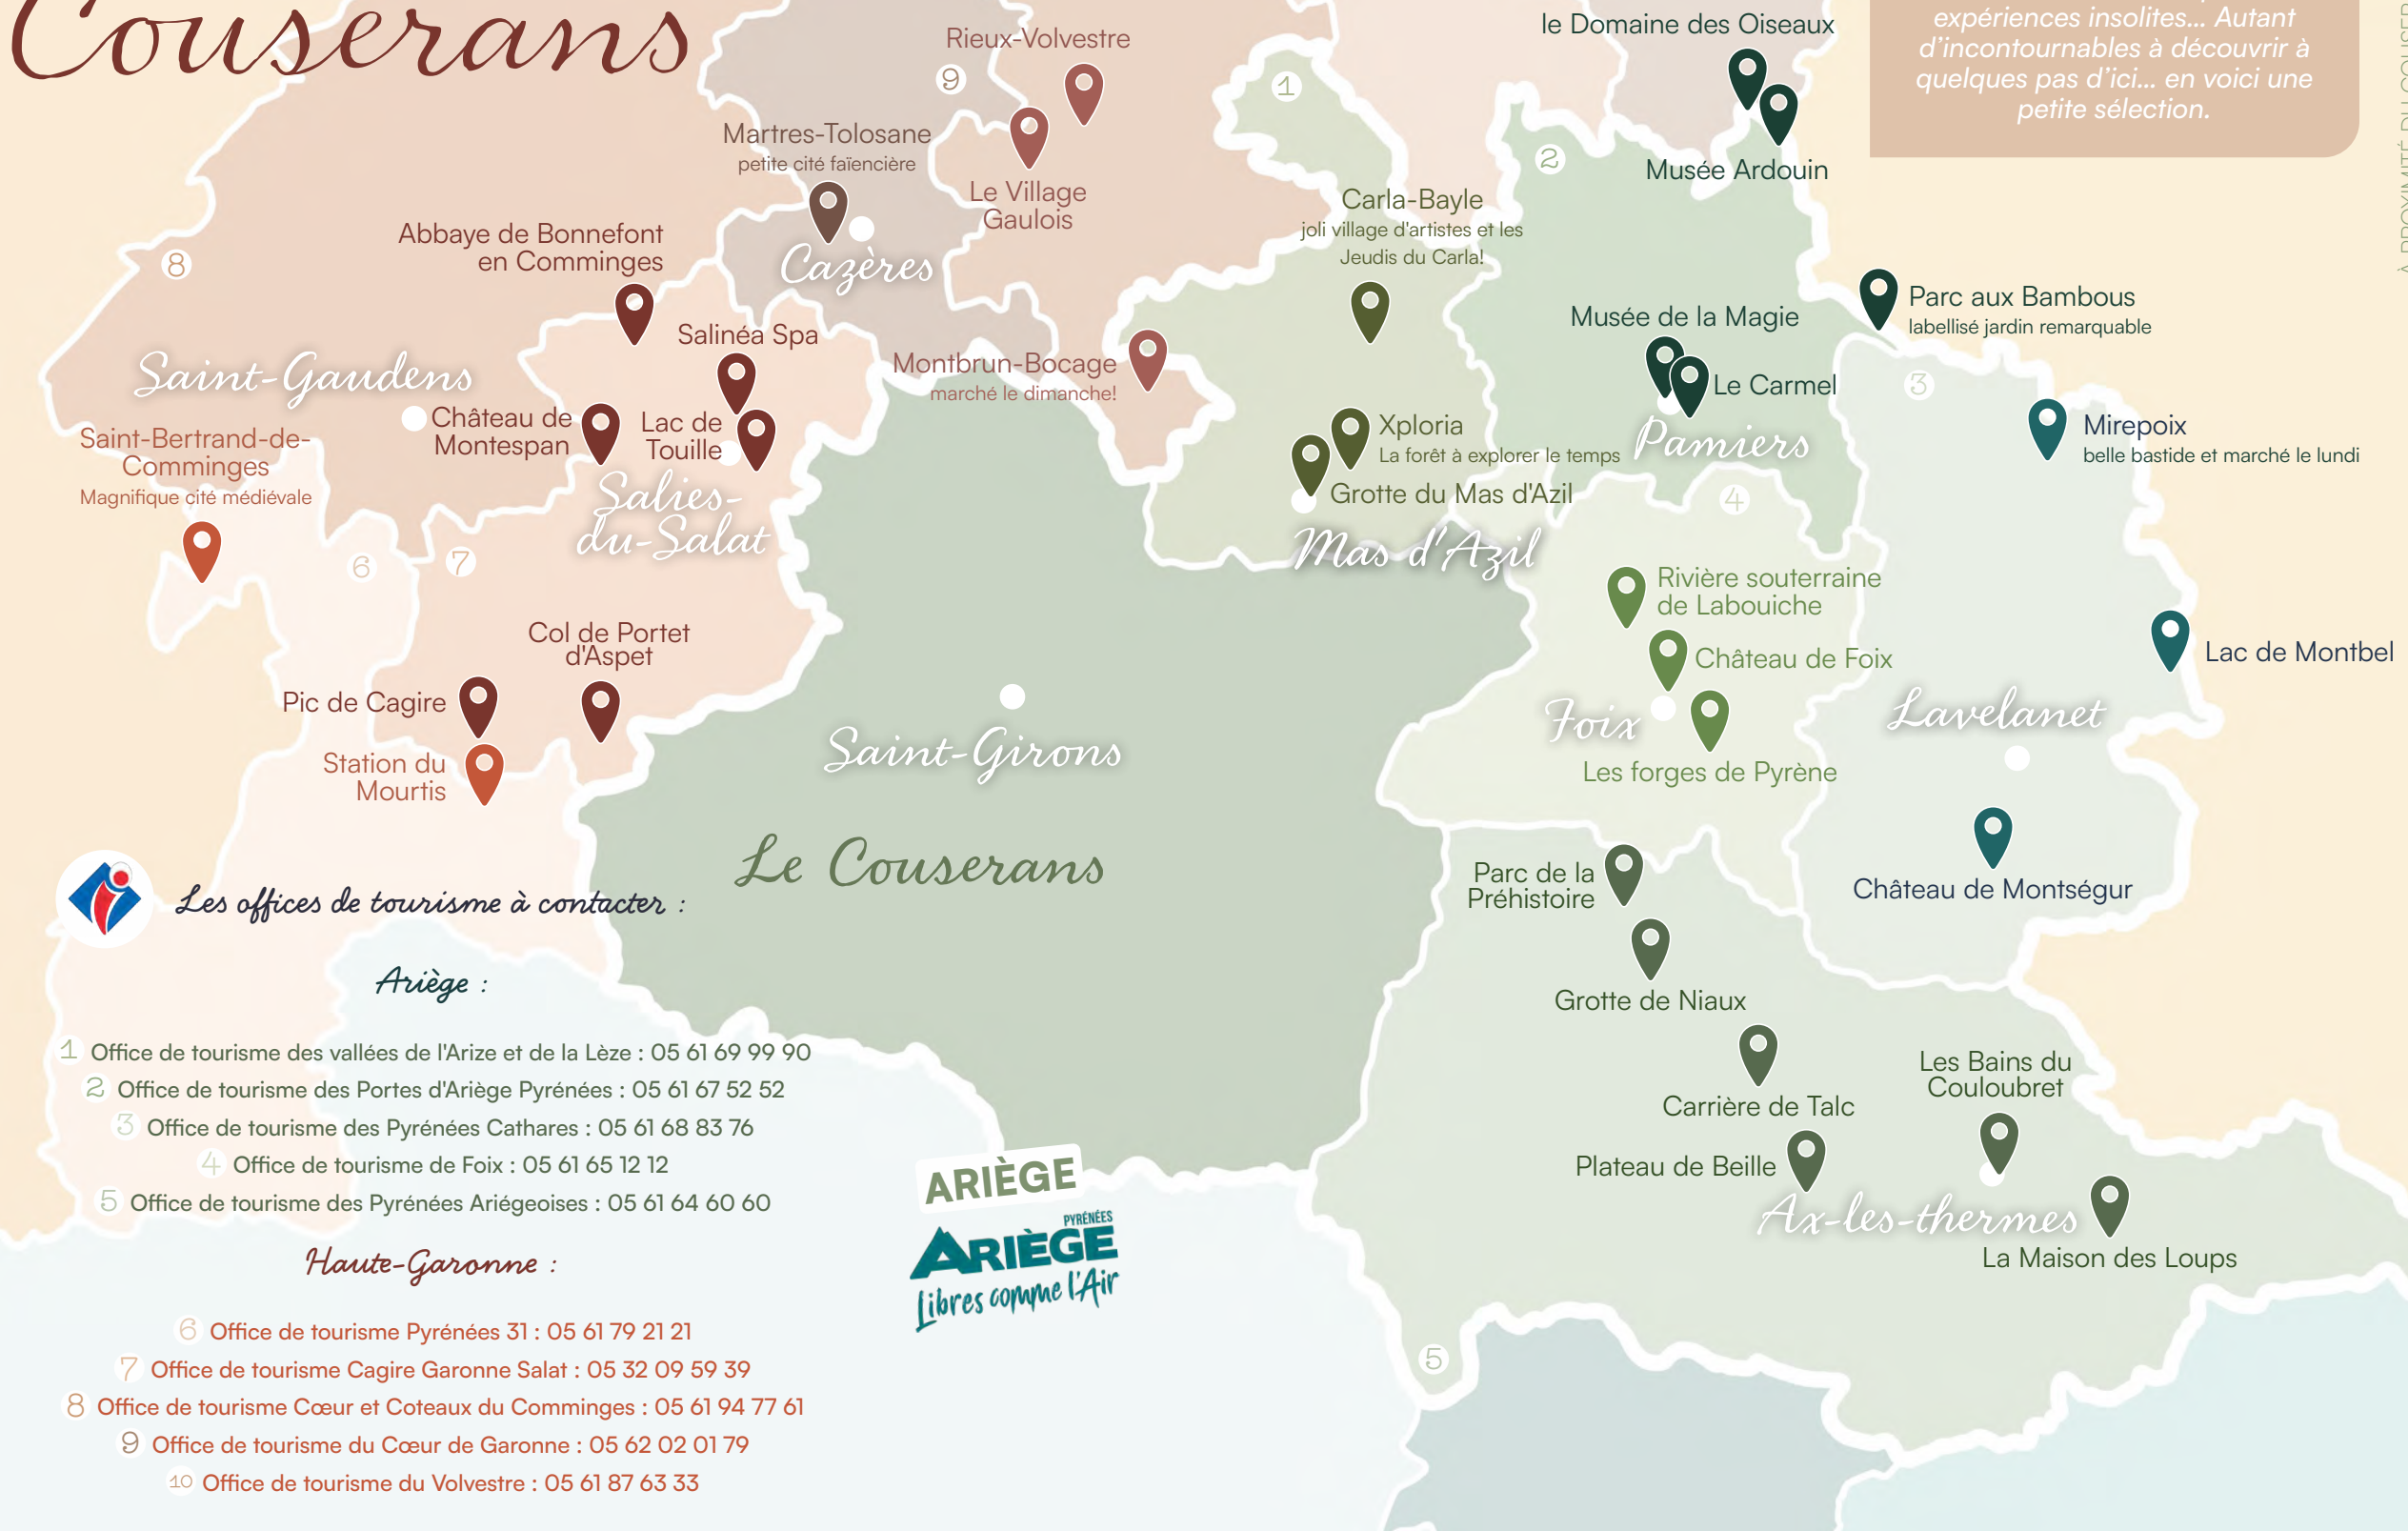 Couserans
expériences insolites... Autant
d'incontournables à découvrir à
quelques pas d'ici... en voici une
petite sélection.
le Domaine des Oiseaux
Musée Ardouin
Rieux-Volvestre
9
1
2
Martres-Tolosane
petite cité faïencière
Le Village
Gaulois
Cazères
Carla-Bayle
joli village d'artistes et les
Jeudis du Carla!
Abbaye de Bonnefont
en Comminges
8
Salinéa Spa
Saint-Gaudens
Montbrun-Bocage
marché le dimanche!
Musée de la Magie
Le Carmel
Pamiers
Parc aux Bambous
labellisé jardin remarquable
3
Mirepoix
belle bastide et marché le lundi
Château de
Montespan
Lac de
Touille
Saint-Bertrand-de-
Comminges
Magnifique cité médiévale
Xploria
La forêt à explorer le temps
Grotte du Mas d'Azil
Mas d'Azil
4
Salies-
du-Salat
6
7
Rivière souterraine
de Labouiche
Château de Foix
Foix
Les forges de Pyrène
Lac de Montbel
Lavelanet
Col de Portet
d'Aspet
Pic de Cagire
Station du
Mourtis
Saint-Girons
Le Couserans
Château de Montségur
Parc de la
Préhistoire
Grotte de Niaux
Carrière de Talc
Les Bains du
Couloubret
Plateau de Beille
Ax-les-thermes
La Maison des Loups
5
Les offices de tourisme à contacter :
Ariège :
1 Office de tourisme des vallées de l'Arize et de la Lèze : 05 61 69 99 90
2 Office de tourisme des Portes d'Ariège Pyrénées : 05 61 67 52 52
3 Office de tourisme des Pyrénées Cathares : 05 61 68 83 76
4 Office de tourisme de Foix : 05 61 65 12 12
5 Office de tourisme des Pyrénées Ariégeoises : 05 61 64 60 60
Haute-Garonne :
6 Office de tourisme Pyrénées 31 : 05 61 79 21 21
7 Office de tourisme Cagire Garonne Salat : 05 32 09 59 39
8 Office de tourisme Cœur et Coteaux du Comminges : 05 61 94 77 61
9 Office de tourisme du Cœur de Garonne : 05 62 02 01 79
10 Office de tourisme du Volvestre : 05 61 87 63 33
ARIÈGE
PYRÉNÉES
ARIÈGE
Libres comme l'Air